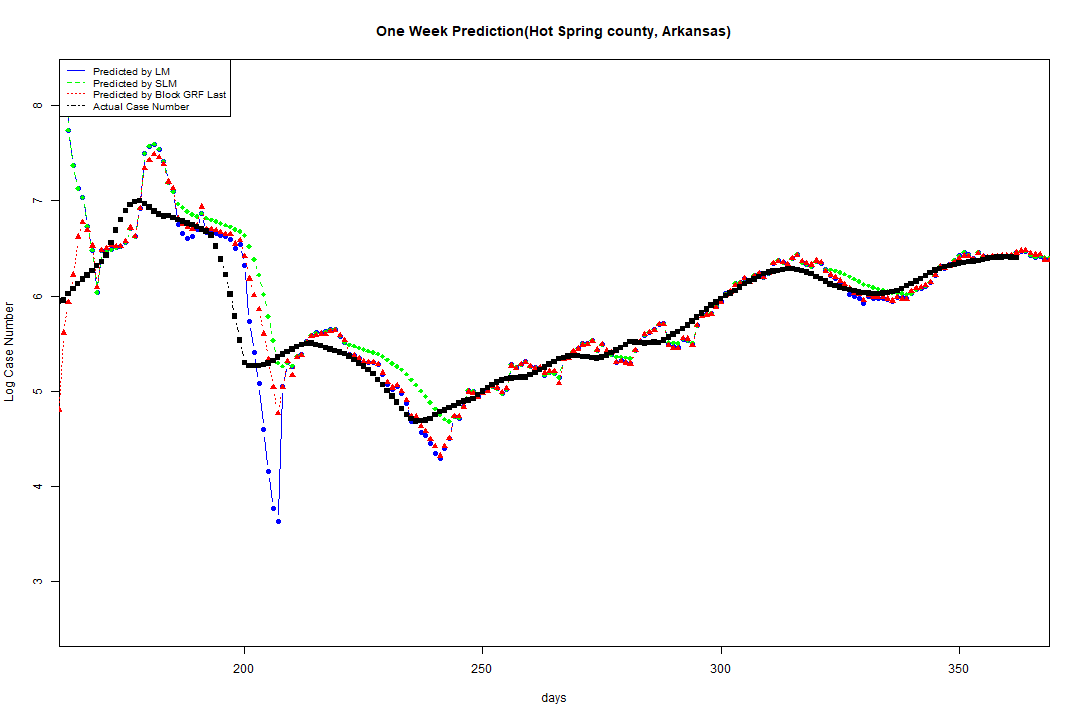 One Week Prediction(Hot Spring county, Arkansas)
Predicted by LM
Predicted by SLM
Predicted by Block GRF Last
Actual Case Number
8
7
6
5
4
3
Log Case Number
200
250
300
350
days